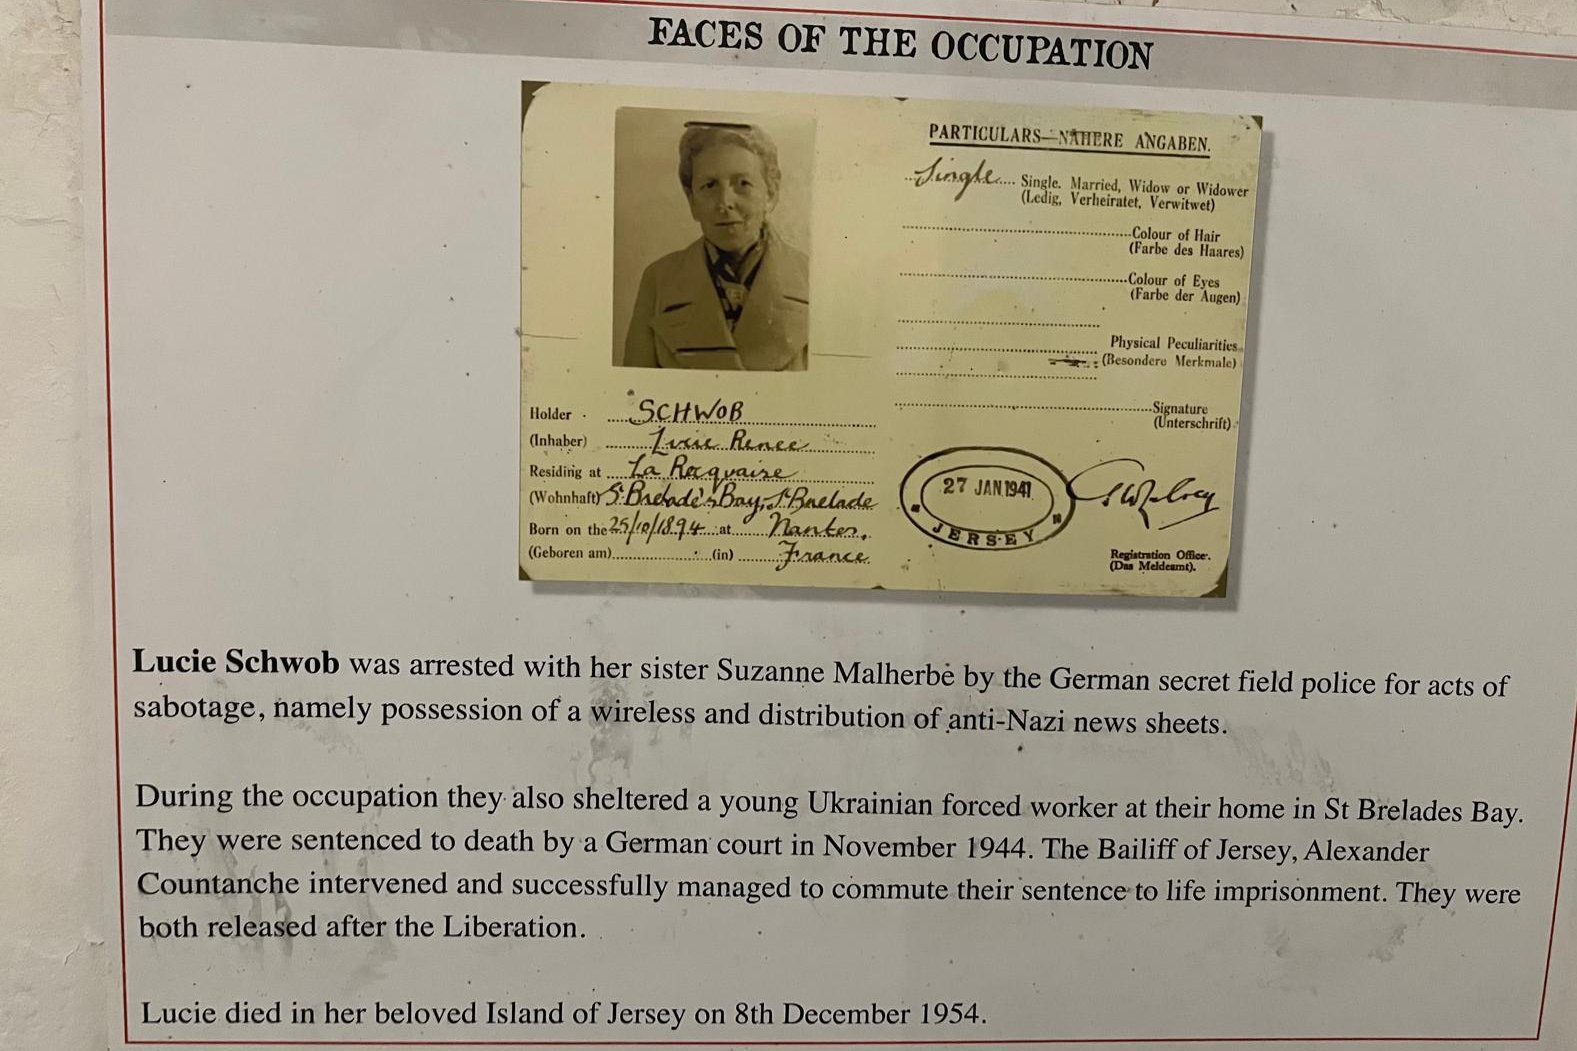 FACES OF THE OCCUPATION
PARTICULARS—NÄHERE ANGABEN.
Single Single, Married, Widow or Widower
(Ledig, Verheiratet, Verwitwet)
Colour of Hair
(Farbe des Haares)
Colour of Eyes
(Farbe der Augen)
Physical Peculiarities
(Besondere Merkmale)
Signature
(Unterschrift)
Holder SCHWOB
(Inhaber) Lucie Renee
Residing at La Rocquaise
(Wohnhaft) St Brelade's Bay, St Brelade
Born on the 25/10/1894 at Nantes,
(Geboren am) (in) France
27 JAN 1941
JERSEY
Registration Office.
(Das Meldeamt).
Lucie Schwob was arrested with her sister Suzanne Malherbe by the German secret field police for acts of
sabotage, namely possession of a wireless and distribution of anti-Nazi news sheets.
During the occupation they also sheltered a young Ukrainian forced worker at their home in St Brelades Bay.
They were sentenced to death by a German court in November 1944. The Bailiff of Jersey, Alexander
Countanche intervened and successfully managed to commute their sentence to life imprisonment. They were
both released after the Liberation.
Lucie died in her beloved Island of Jersey on 8th December 1954.